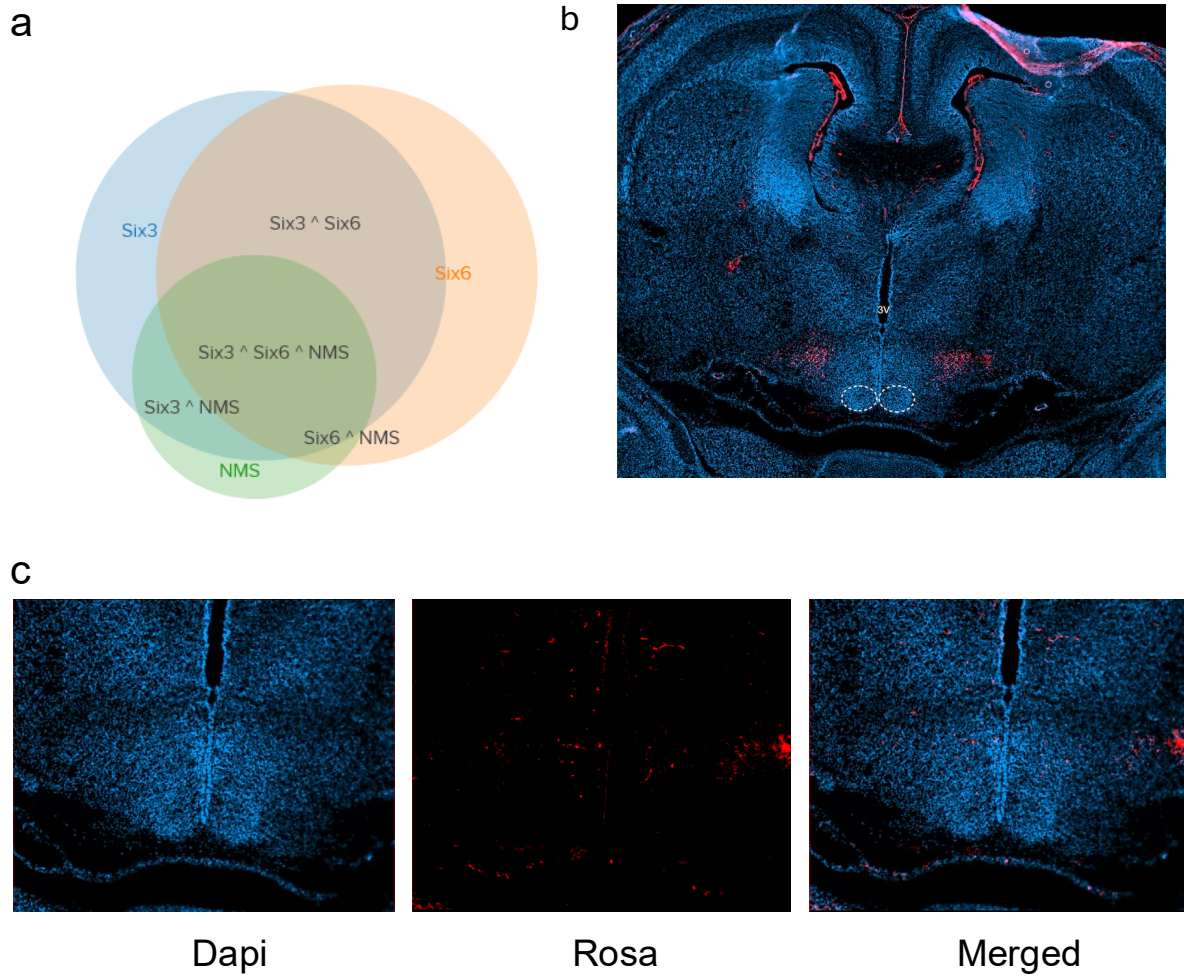 a
b
Six3
Six3 ^ Six6
Six6
Six3 ^ Six6 ^ NMS
Six3 ^ NMS
Six6 ^ NMS
NMS
3V
c
Dapi
Rosa
Merged